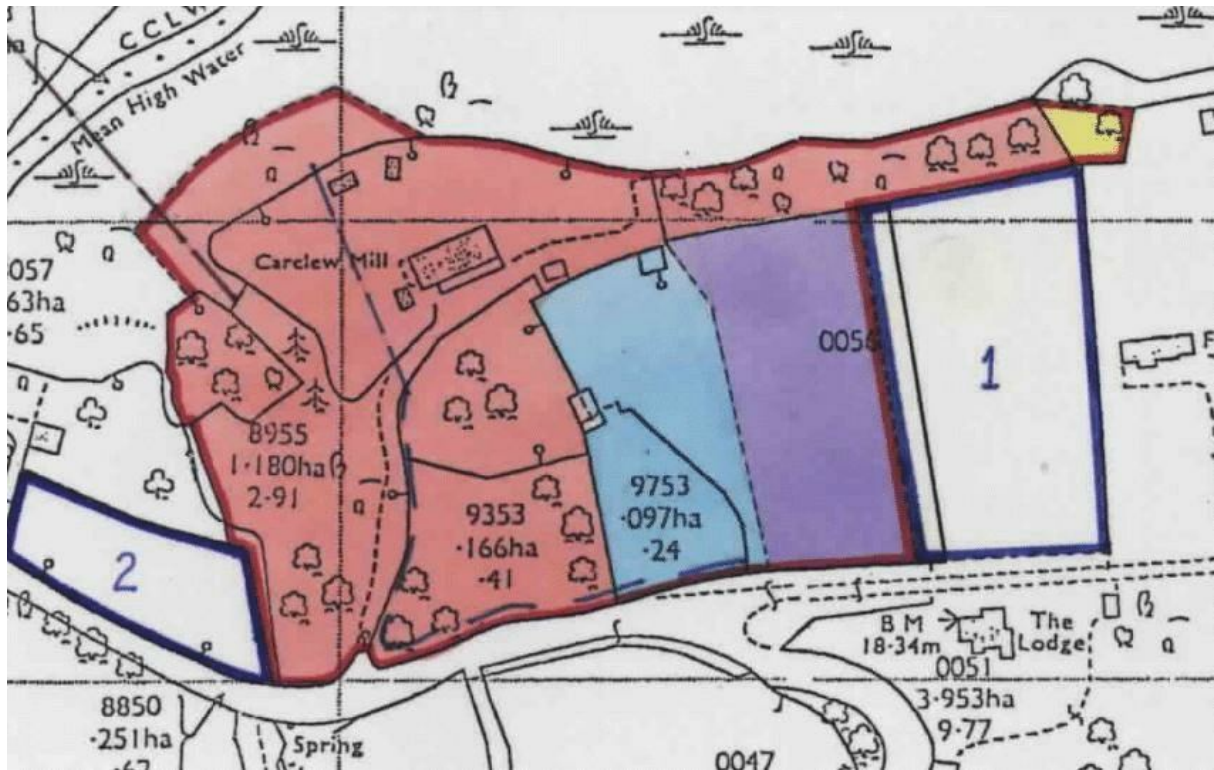 CCLW
Mean High Water
Carclew Mill
057
63ha
·65
0056
1
8955
1·180ha
2·91
9353
·166ha
·41
9753
·097ha
·24
2
B M
18·34m
The
Lodge
0051
3·953ha
9·77
8850
·251ha
Spring
0047